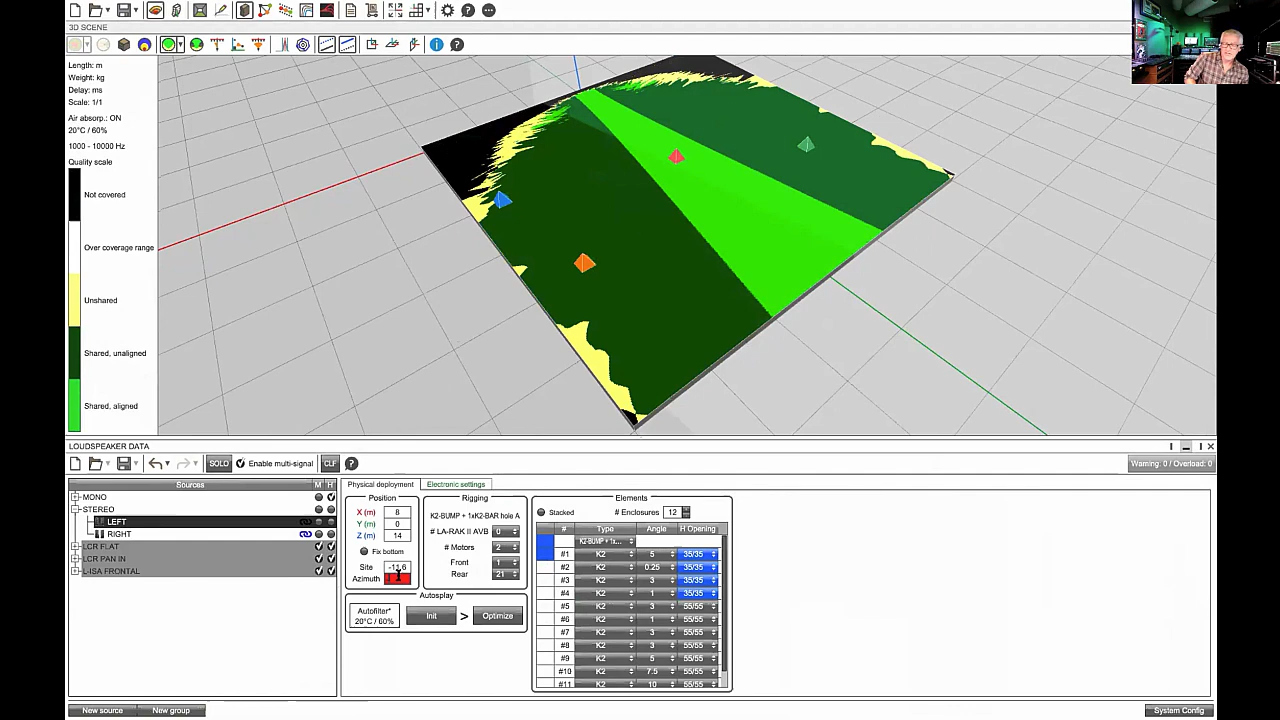 3D SCENE
Length: m
Weight: kg
Delay: ms
Scale: 1/1
Air absorp.: ON
20°C / 60%
1000 - 10000 Hz
Quality scale
Not covered
Over coverage range
Unshared
Shared, unaligned
Shared, aligned
LOUDSPEAKER DATA
SOLO
Enable multi-signal
CLF
Warning: 0 / Overload: 0
Sources M H
MONO
STEREO
LEFT
RIGHT
LCR FLAT
LCR PAN IN
L-ISA FRONTAL
New source New group
Physical deployment Electronic settings
Position
X (m) 8
Y (m) 0
Z (m) 14
Fix bottom
Site -11.6
Azimuth
Rigging
K2-BUMP + 1xK2-BAR hole A
# LA-RAK II AVB 0
# Motors 2
Front 1
Rear 21
Autoplay
Autofilter*
20°C / 60%
Init > Optimize
Elements
Stacked # Enclosures 12
# Type Angle H Opening
K2-BUMP + 1x...
#1 K2 5 35/35
#2 K2 0.25 35/35
#3 K2 3 35/35
#4 K2 1 35/35
#5 K2 3 55/55
#6 K2 1 55/55
#7 K2 3 55/55
#8 K2 3 55/55
#9 K2 5 55/55
#10 K2 7.5 55/55
#11 K2 10 55/55
System Config